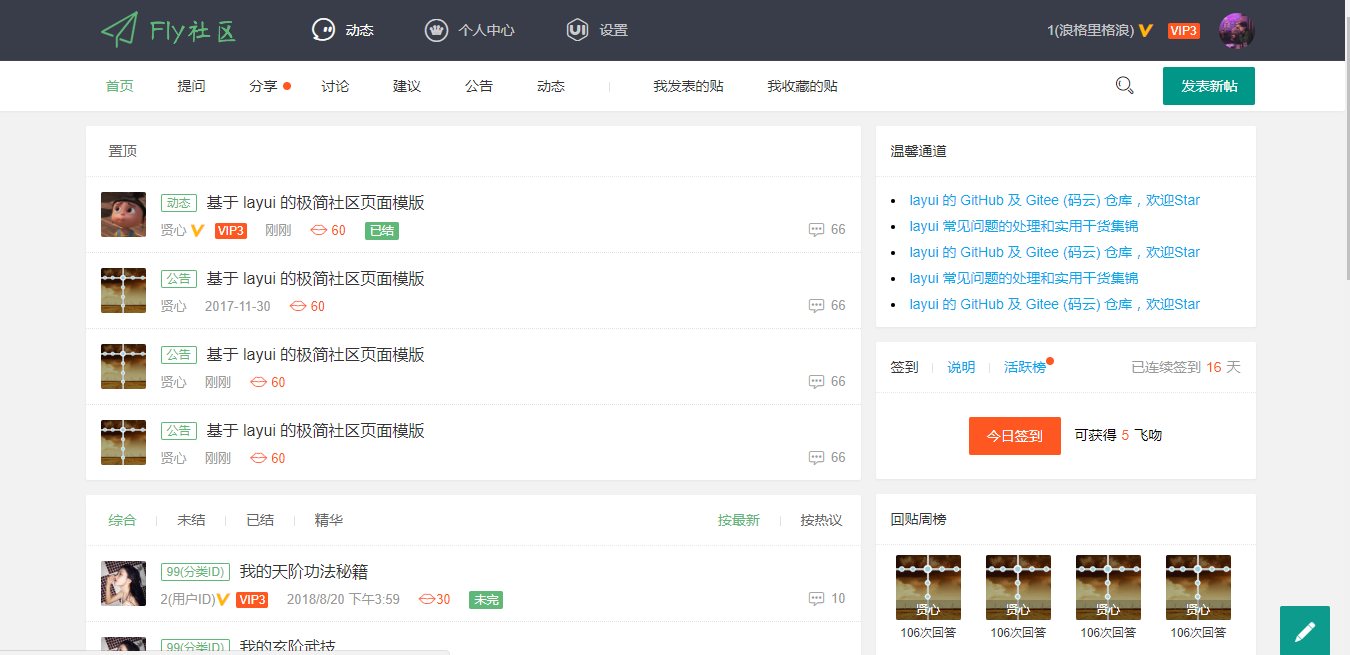 Fly社区 动态 个人中心 设置 1(浪格里格浪) VIP3
首页 提问 分享 讨论 建议 公告 动态 我发表的贴 我收藏的贴 发表新帖
置顶
动态 基于 layui 的极简社区页面模版
贤心 VIP3 刚刚 60 已结 66
公告 基于 layui 的极简社区页面模版
贤心 2017-11-30 60 66
公告 基于 layui 的极简社区页面模版
贤心 刚刚 60 66
公告 基于 layui 的极简社区页面模版
贤心 刚刚 60 66
综合 未结 已结 精华 按最新 按热议
99(分类ID) 我的天阶功法秘籍
2(用户ID) VIP3 2018/8/20 下午3:59 30 未完 10
99(分类ID) 我的玄阶武技
温馨通道
layui 的 GitHub 及 Gitee (码云) 仓库，欢迎Star
layui 常见问题的处理和实用干货集锦
layui 的 GitHub 及 Gitee (码云) 仓库，欢迎Star
layui 常见问题的处理和实用干货集锦
layui 的 GitHub 及 Gitee (码云) 仓库，欢迎Star
签到 说明 活跃榜 已连续签到 16 天
今日签到 可获得 5 飞吻
回贴周榜
贤心 贤心 贤心 贤心
106次回答 106次回答 106次回答 106次回答